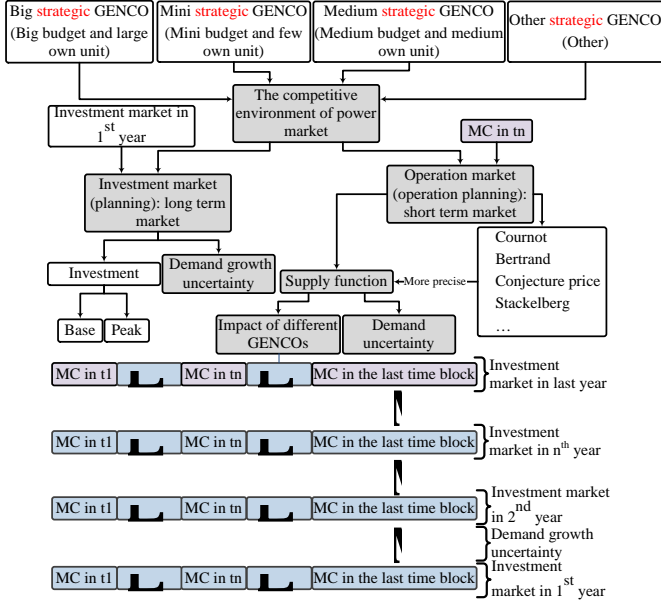 Big strategic GENCO
(Big budget and large
own unit)
Mini strategic GENCO
(Mini budget and few
own unit)
Medium strategic GENCO
(Medium budget and medium
own unit)
Other strategic GENCO
(Other)
The competitive
environment of power
market
Investment market in
1st year
MC in tn
Investment market
(planning): long term
market
Operation market
(operation planning):
short term market
Cournot
Bertrand
Conjecture price
Stackelberg
…
Investment
Demand growth
uncertainty
Supply function
More precise
Base
Peak
Impact of different
GENCOs
Demand
uncertainty
MC in t1
MC in tn
MC in the last time block
Investment
market in last year
MC in t1
MC in tn
MC in the last time block
Investment
market in nth year
MC in t1
MC in tn
MC in the last time block
Investment market
in 2nd year
Demand growth
uncertainty
MC in t1
MC in tn
MC in the last time block
Investment
market in 1st year